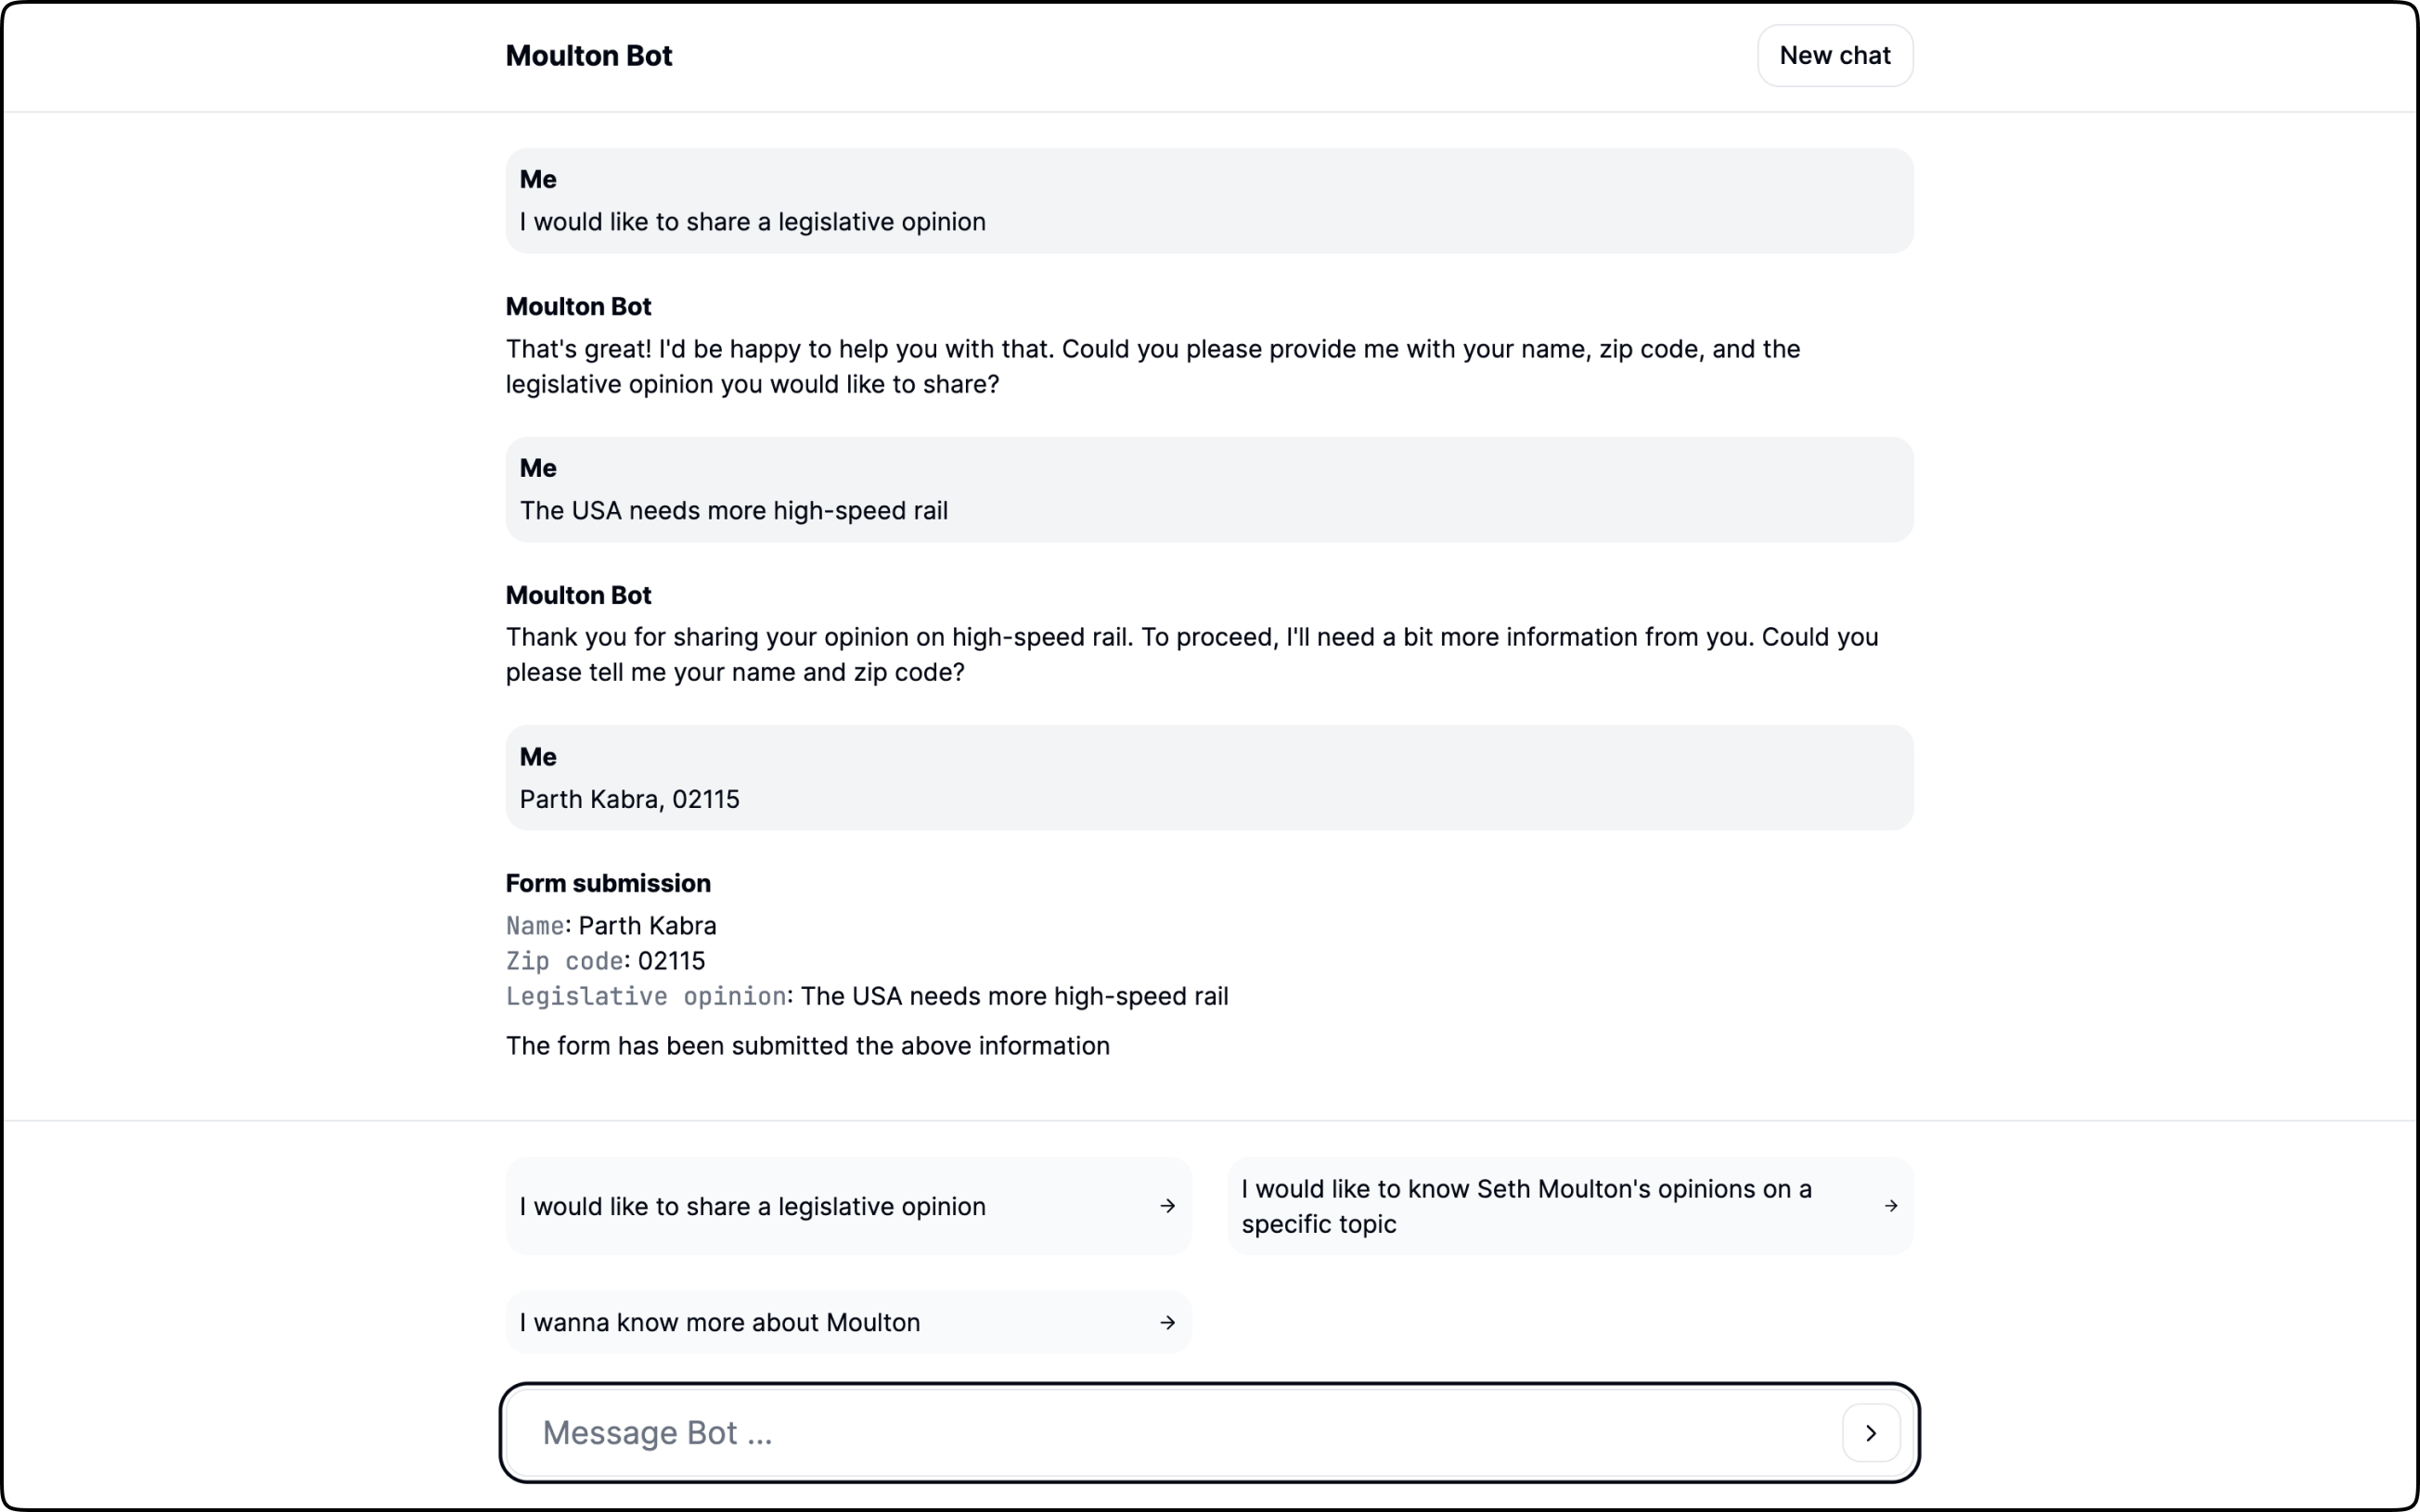 Moulton Bot
New chat
Me
I would like to share a legislative opinion
Moulton Bot
That's great! I'd be happy to help you with that. Could you please provide me with your name, zip code, and the
legislative opinion you would like to share?
Me
The USA needs more high-speed rail
Moulton Bot
Thank you for sharing your opinion on high-speed rail. To proceed, I'll need a bit more information from you. Could you
please tell me your name and zip code?
Me
Parth Kabra, 02115
Form submission
Name: Parth Kabra
Zip code: 02115
Legislative opinion: The USA needs more high-speed rail
The form has been submitted the above information
I would like to share a legislative opinion
I would like to know Seth Moulton's opinions on a
specific topic
I wanna know more about Moulton
Message Bot ...